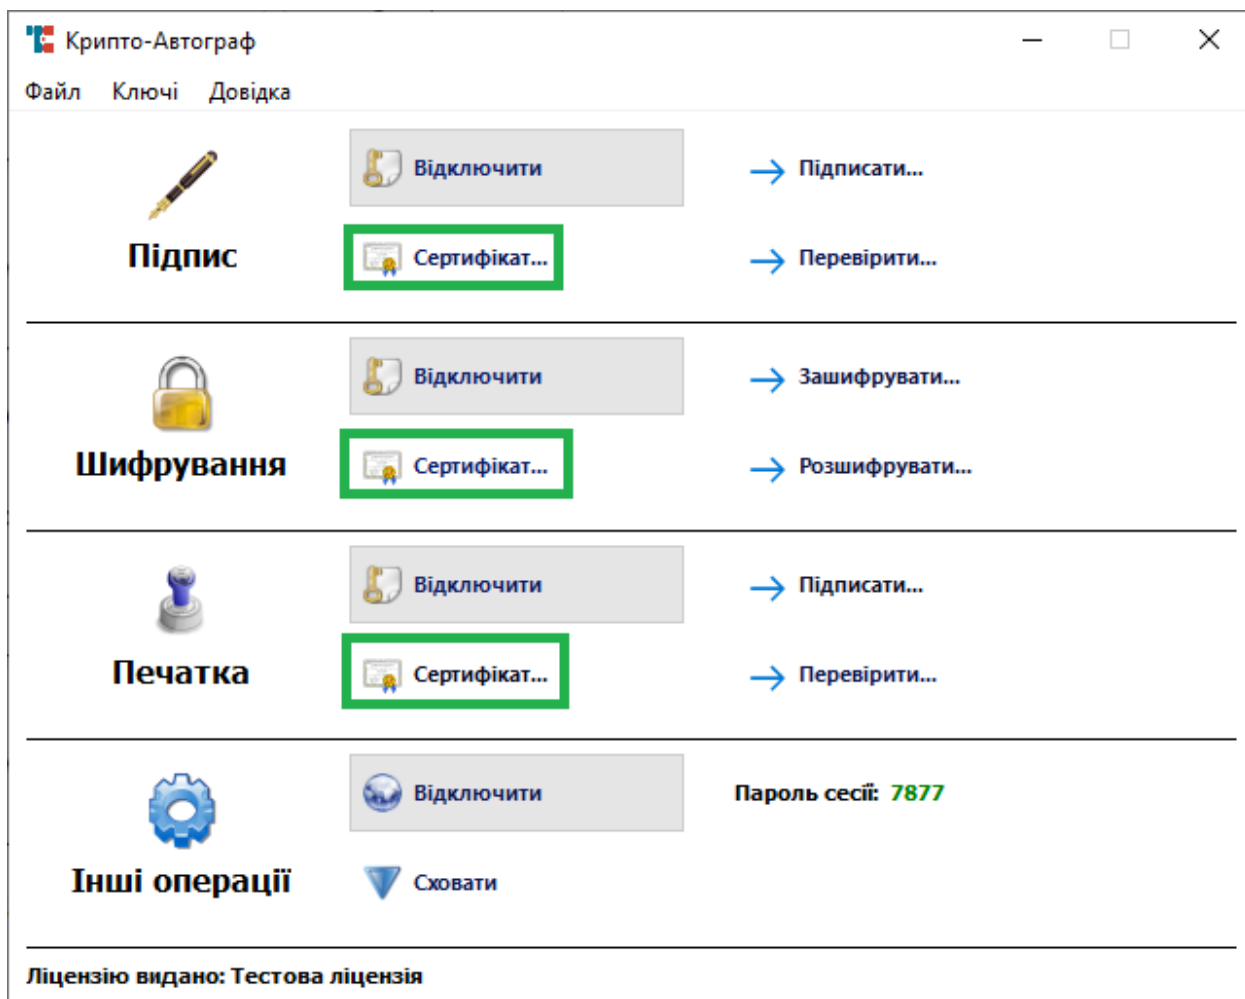 Крипто-Автограф
Файл Ключі Довідка
Відключити
Підписати...
Підпис
Сертифікат...
Перевірити...
Відключити
Зашифрувати...
Шифрування
Сертифікат...
Розшифрувати...
Відключити
Підписати...
Печатка
Сертифікат...
Перевірити...
Відключити
Пароль сесії: 7877
Інші операції
Сховати
Ліцензію видано: Тестова ліцензія